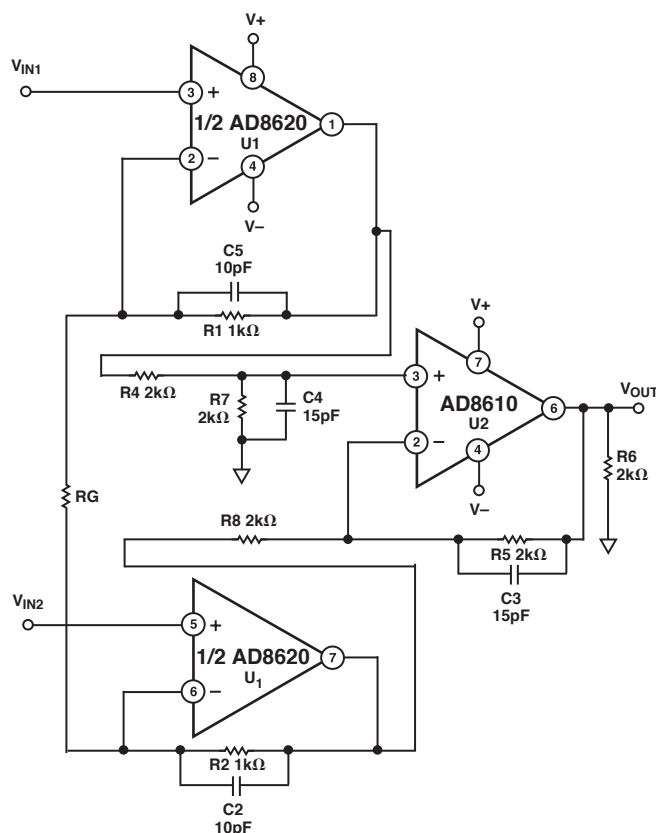 V+
VIN1
8
3
+
1/2 AD8620
U1
1
2
–
4
V–
C5
10pF
R1 1kΩ
V+
R4 2kΩ
R7
2kΩ
C4
15pF
3
+
7
AD8610
U2
6
VOUT
2
–
4
V–
R6
2kΩ
RG
R8 2kΩ
R5 2kΩ
C3
15pF
VIN2
5
+
1/2 AD8620
U1
7
6
–
R2 1kΩ
C2
10pF